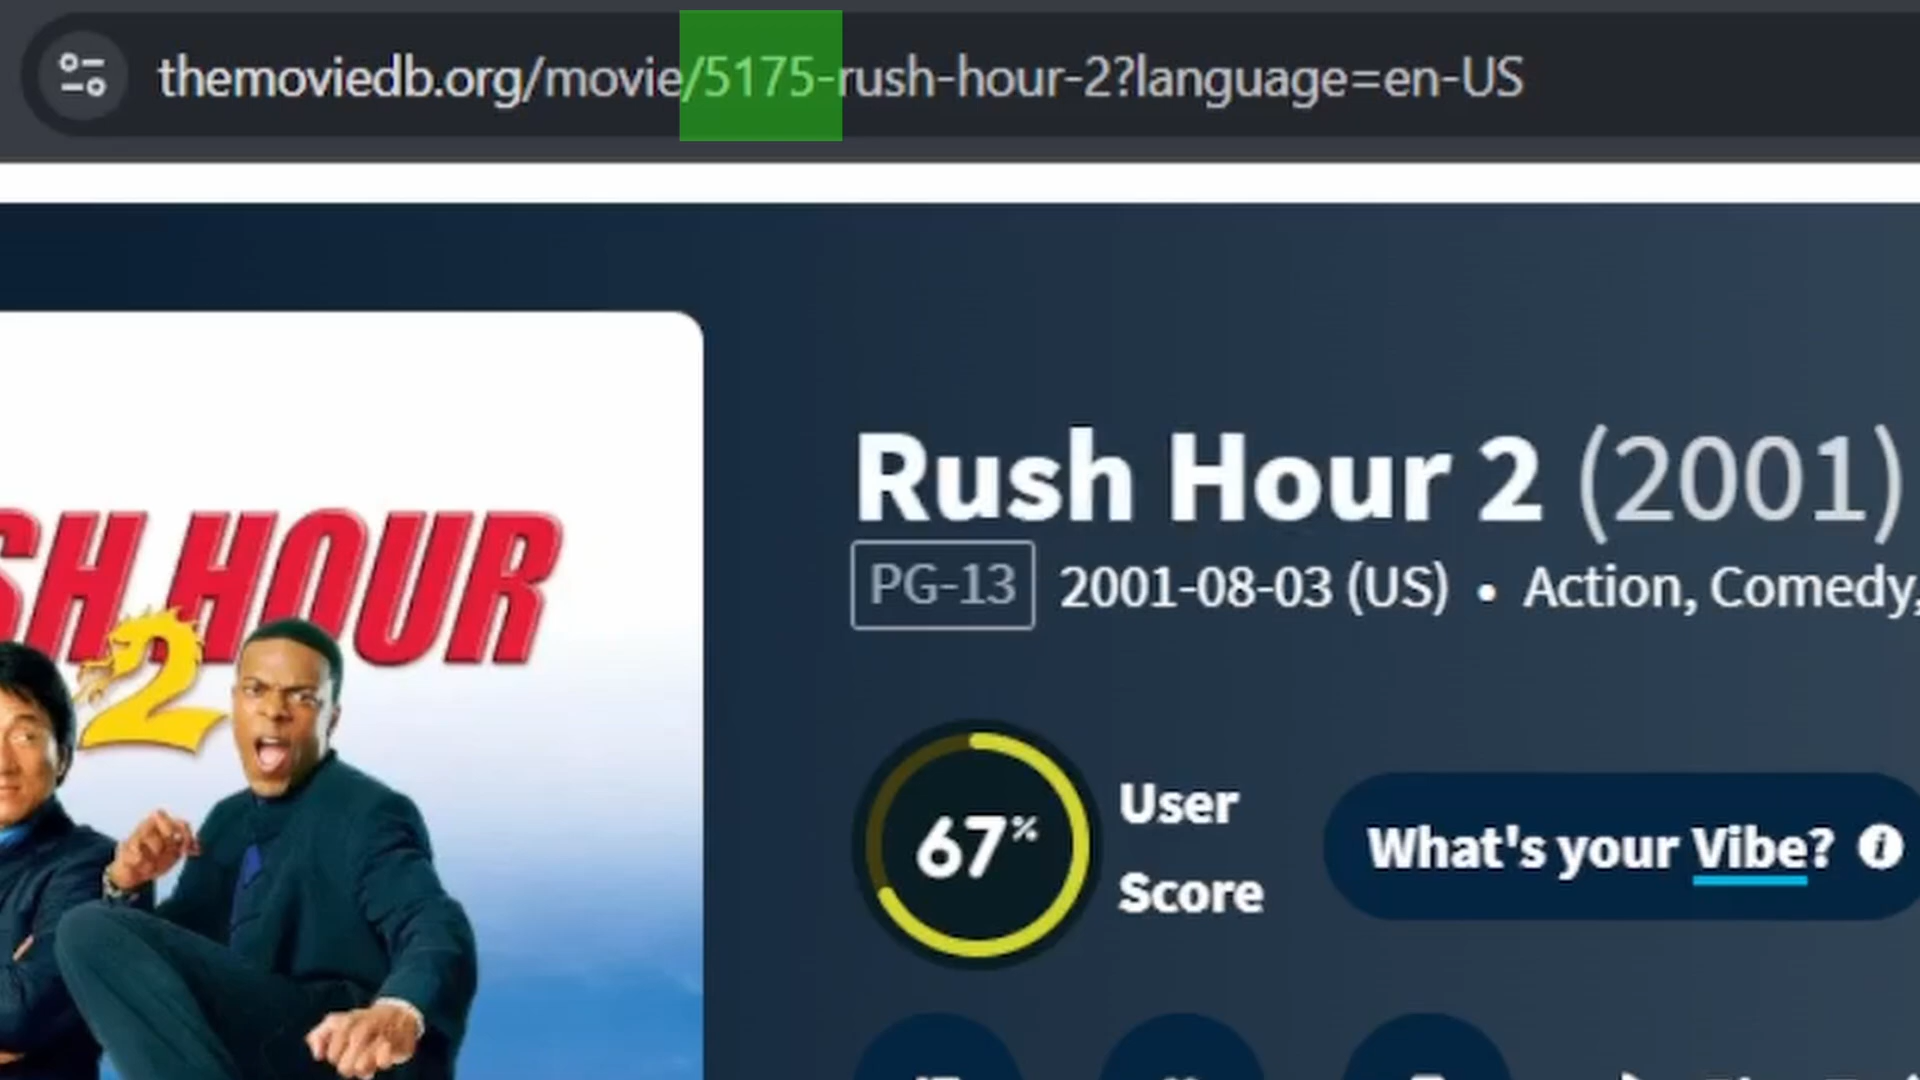 themoviedb.org/movie/5175-rush-hour-2?language=en-US
SH HOUR
2
Rush Hour 2 (2001)
PG-13 2001-08-03 (US) • Action, Comedy,
67%
User
Score
What's your Vibe?